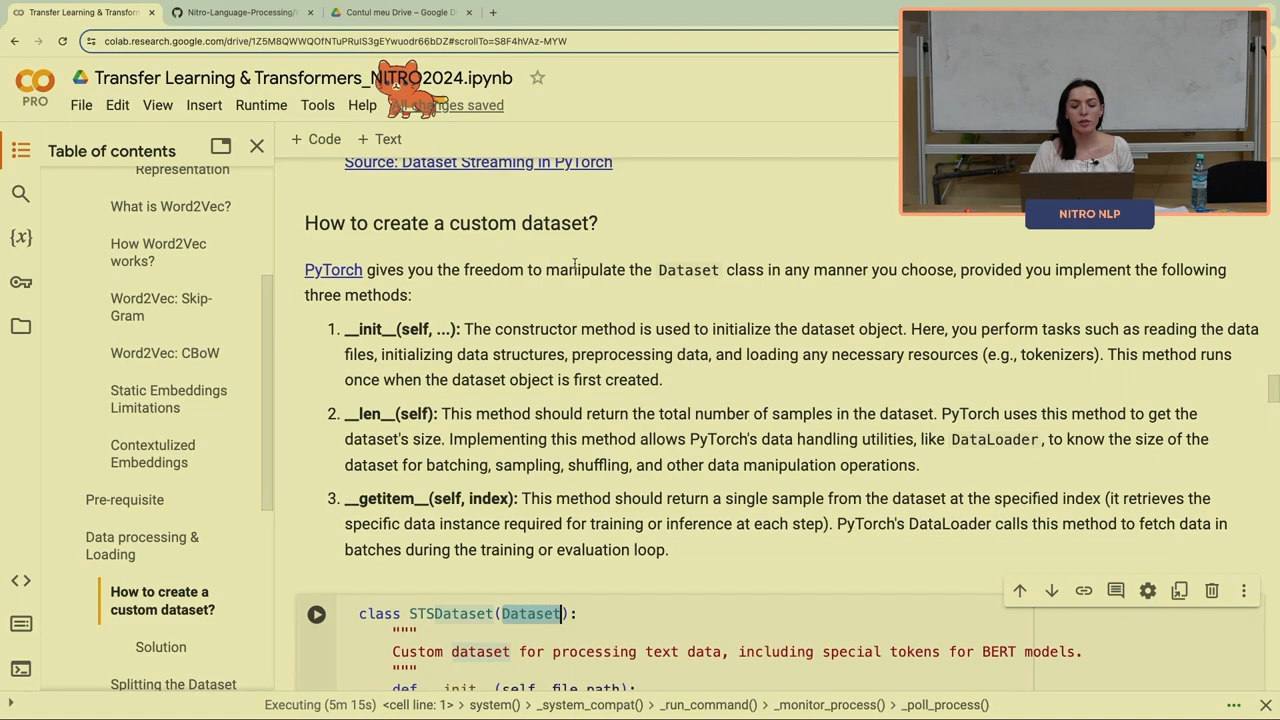 Transfer Learning & Transform
Nitro-Language-Processing/
Contul meu Drive – Google D
colab.research.google.com/drive/1Z5M8QWWQOfNTuPRuIS3gEYwuodr66bDZ#scrollTo=S8F4hVAz-MYW
Transfer Learning & Transformers_NITRO2024.ipynb
PRO
File Edit View Insert Runtime Tools Help All changes saved
+ Code + Text
Table of contents
Representation
What is Word2Vec?
How Word2Vec
works?
Word2Vec: Skip-
Gram
Word2Vec: CBoW
Static Embeddings
Limitations
Contextulized
Embeddings
Pre-requisite
Data processing &
Loading
How to create a
custom dataset?
Solution
Splitting the Dataset
Source: Dataset Streaming in PyTorch
How to create a custom dataset?
PyTorch gives you the freedom to manipulate the Dataset class in any manner you choose, provided you implement the following
three methods:
1. __init__(self, ...): The constructor method is used to initialize the dataset object. Here, you perform tasks such as reading the data
files, initializing data structures, preprocessing data, and loading any necessary resources (e.g., tokenizers). This method runs
once when the dataset object is first created.
2. __len__(self): This method should return the total number of samples in the dataset. PyTorch uses this method to get the
dataset's size. Implementing this method allows PyTorch's data handling utilities, like DataLoader, to know the size of the
dataset for batching, sampling, shuffling, and other data manipulation operations.
3. __getitem__(self, index): This method should return a single sample from the dataset at the specified index (it retrieves the
specific data instance required for training or inference at each step). PyTorch's DataLoader calls this method to fetch data in
batches during the training or evaluation loop.
class STSDataset(Dataset):
"""
Custom dataset for processing text data, including special tokens for BERT models.
"""
def __init__(self, file_path):
Executing (5m 15s) <cell line: 1> > system() > _system_compat() > _run_command() > _monitor_process() > _poll_process()
NITRO NLP